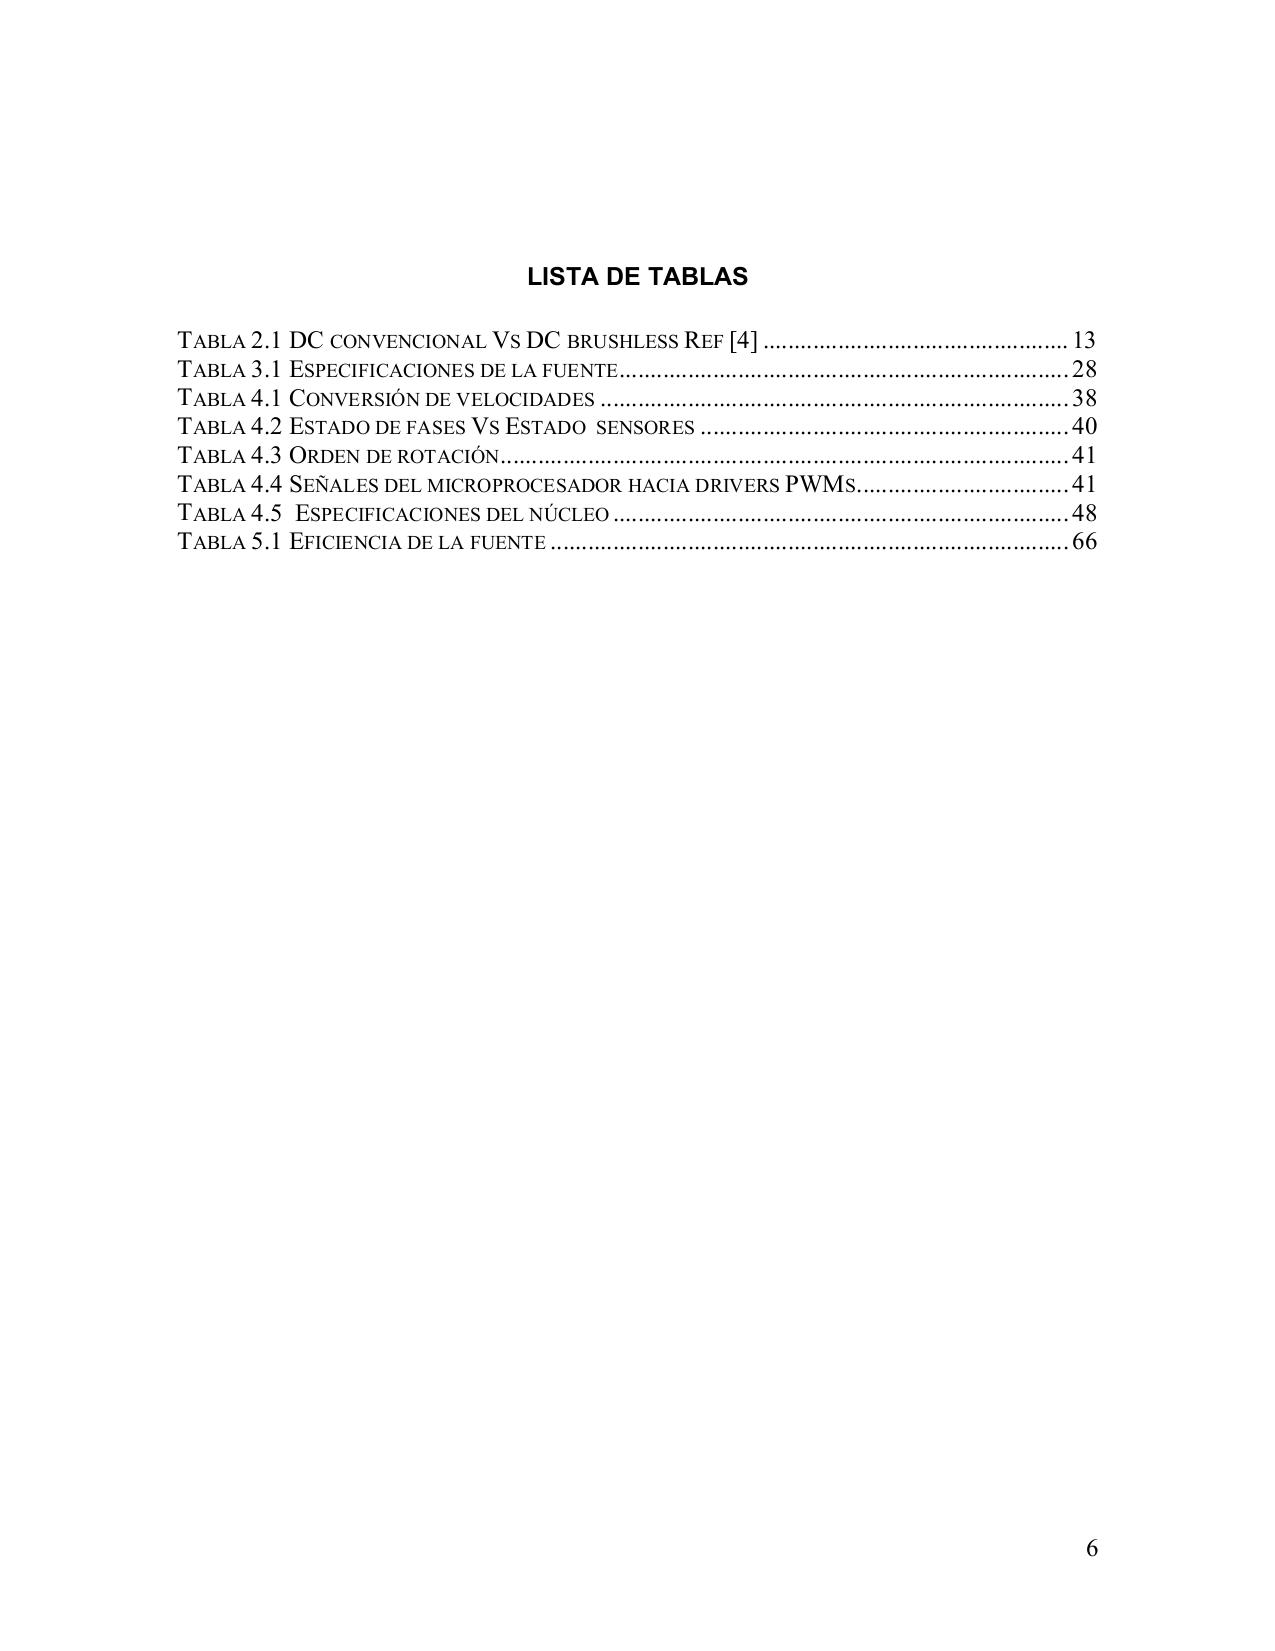 LISTA DE TABLAS
Tabla 2.1 DC convencional Vs DC brushless Ref [4] ................................................. 13
Tabla 3.1 Especificaciones de la fuente........................................................................ 28
Tabla 4.1 Conversión de velocidades ........................................................................... 38
Tabla 4.2 Estado de fases Vs Estado  sensores ........................................................... 40
Tabla 4.3 Orden de rotación........................................................................................... 41
Tabla 4.4 Señales del microprocesador hacia drivers PWMs.................................. 41
Tabla 4.5  Especificaciones del núcleo ......................................................................... 48
Tabla 5.1 Eficiencia de la fuente ................................................................................... 66
6